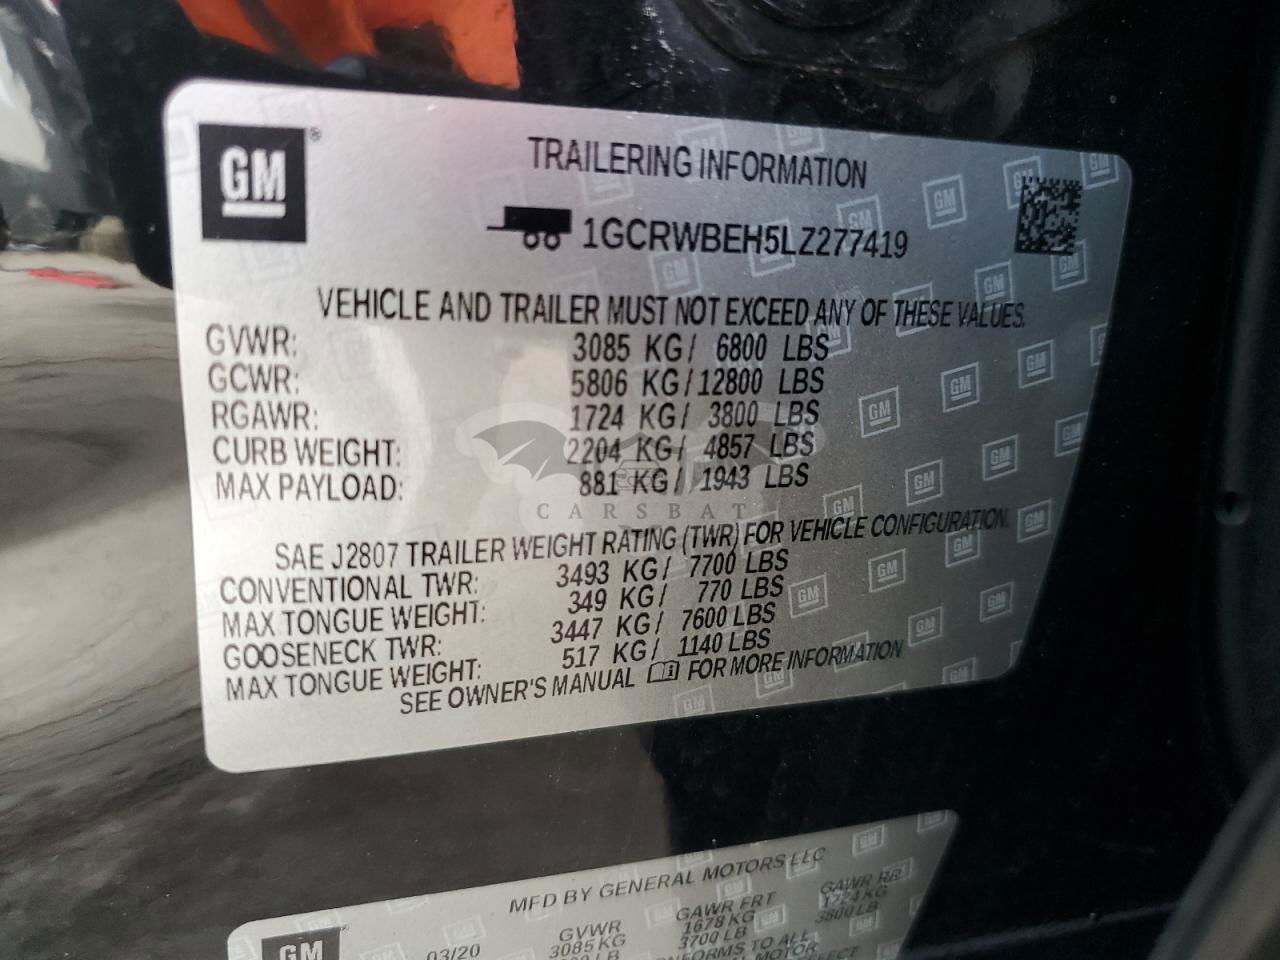 GM
TRAILERING INFORMATION
1GCRWBEH5LZ277419
VEHICLE AND TRAILER MUST NOT EXCEED ANY OF THESE VALUES.
GVWR: 3085 KG/ 6800 LBS
GCWR: 5806 KG/12800 LBS
RGAWR: 1724 KG/ 3800 LBS
CURB WEIGHT: 2204 KG/ 4857 LBS
MAX PAYLOAD: 881 KG/ 1943 LBS
CARSBAT
SAE J2807 TRAILER WEIGHT RATING (TWR) FOR VEHICLE CONFIGURATION.
CONVENTIONAL TWR: 3493 KG/ 7700 LBS
MAX TONGUE WEIGHT: 349 KG/ 770 LBS
GOOSENECK TWR: 3447 KG/ 7600 LBS
MAX TONGUE WEIGHT: 517 KG/ 1140 LBS
SEE OWNER'S MANUAL FOR MORE INFORMATION
MFD BY GENERAL MOTORS LLC
GM 03/20 GVWR GAWR FRT GAWR RR
3085 KG 1678 KG 1724 KG
LB 3700 LB 3800 LB
TO ALL